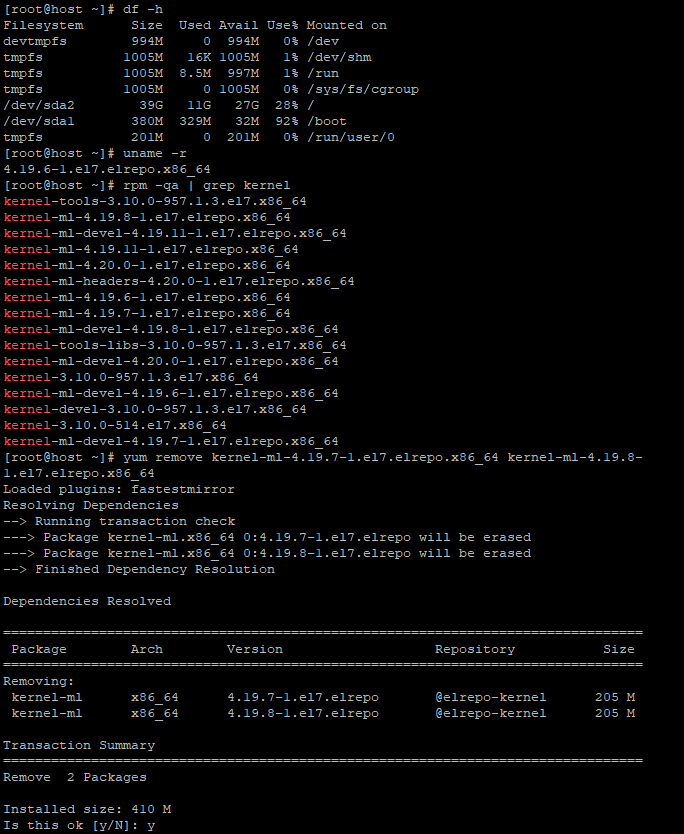 [root@host ~]# df -h
Filesystem      Size  Used Avail Use% Mounted on
devtmpfs        994M     0  994M   0% /dev
tmpfs          1005M   16K 1005M   1% /dev/shm
tmpfs          1005M  8.5M  997M   1% /run
tmpfs          1005M     0 1005M   0% /sys/fs/cgroup
/dev/sda2        39G   11G   27G  28% /
/dev/sda1       380M  329M   32M  92% /boot
tmpfs           201M     0  201M   0% /run/user/0
[root@host ~]# uname -r
4.19.6-1.el7.elrepo.x86_64
[root@host ~]# rpm -qa | grep kernel
kernel-tools-3.10.0-957.1.3.el7.x86_64
kernel-ml-4.19.8-1.el7.elrepo.x86_64
kernel-ml-devel-4.19.11-1.el7.elrepo.x86_64
kernel-ml-4.19.11-1.el7.elrepo.x86_64
kernel-ml-4.20.0-1.el7.elrepo.x86_64
kernel-ml-headers-4.20.0-1.el7.elrepo.x86_64
kernel-ml-4.19.6-1.el7.elrepo.x86_64
kernel-ml-4.19.7-1.el7.elrepo.x86_64
kernel-ml-devel-4.19.8-1.el7.elrepo.x86_64
kernel-tools-libs-3.10.0-957.1.3.el7.x86_64
kernel-ml-devel-4.20.0-1.el7.elrepo.x86_64
kernel-3.10.0-957.1.3.el7.x86_64
kernel-ml-devel-4.19.6-1.el7.elrepo.x86_64
kernel-devel-3.10.0-957.1.3.el7.x86_64
kernel-3.10.0-514.el7.x86_64
kernel-ml-devel-4.19.7-1.el7.elrepo.x86_64
[root@host ~]# yum remove kernel-ml-4.19.7-1.el7.elrepo.x86_64 kernel-ml-4.19.8-
1.el7.elrepo.x86_64
Loaded plugins: fastestmirror
Resolving Dependencies
--> Running transaction check
---> Package kernel-ml.x86_64 0:4.19.7-1.el7.elrepo will be erased
---> Package kernel-ml.x86_64 0:4.19.8-1.el7.elrepo will be erased
--> Finished Dependency Resolution

Dependencies Resolved

================================================================================
 Package        Arch        Version                   Repository           Size
================================================================================
Removing:
 kernel-ml      x86_64      4.19.7-1.el7.elrepo       @elrepo-kernel      205 M
 kernel-ml      x86_64      4.19.8-1.el7.elrepo       @elrepo-kernel      205 M

Transaction Summary
================================================================================
Remove  2 Packages

Installed size: 410 M
Is this ok [y/N]: y